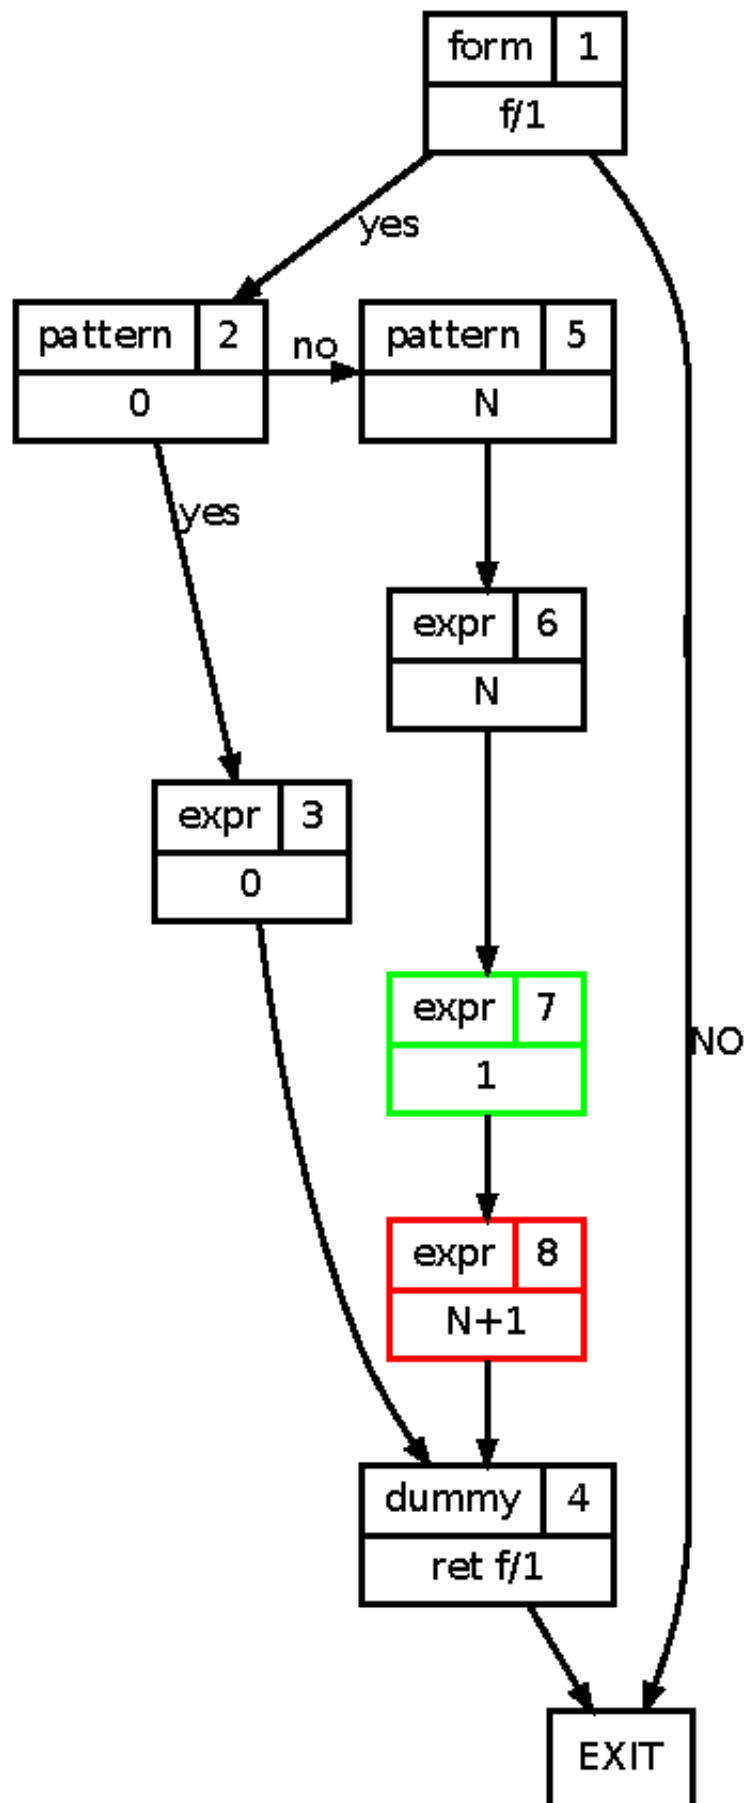 form 1
f/1
yes
pattern 2
0
no
pattern 5
N
yes
expr 6
N
expr 3
0
expr 7
1
NO
expr 8
N+1
dummy 4
ret f/1
EXIT